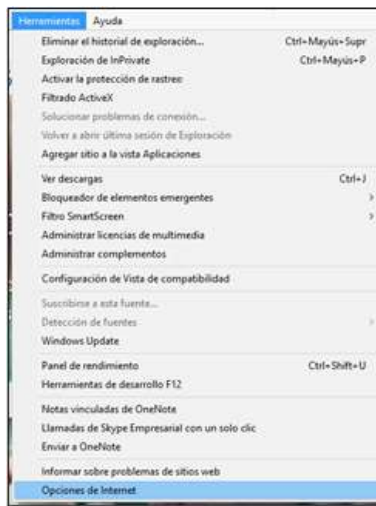 Herramientas Ayuda
Eliminar el historial de exploración... Ctrl+Mayús+Supr
Exploración de InPrivate Ctrl+Mayús+P
Activar la protección de rastreo
Filtrado ActiveX
Solucionar problemas de conexión...
Volver a abrir última sesión de Exploración
Agregar sitio a la vista Aplicaciones
Ver descargas Ctrl+J
Bloqueador de elementos emergentes
Filtro SmartScreen
Administrar licencias de multimedia
Administrar complementos
Configuración de Vista de compatibilidad
Suscribirse a esta fuente...
Detección de fuentes
Windows Update
Panel de rendimiento Ctrl+Shift+U
Herramientas de desarrollo F12
Notas vinculadas de OneNote
Llamadas de Skype Empresarial con un solo clic
Enviar a OneNote
Informar sobre problemas de sitios web
Opciones de Internet